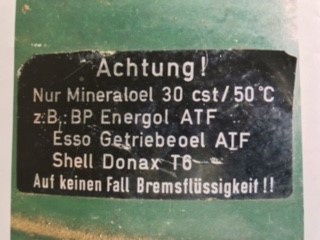 Achtung!
Nur Mineraloel 30 cst/50°C
z.B.: BP Energol ATF
Esso Getriebeoel ATF
Shell Donax T6
Auf keinen Fall Bremsflüssigkeit!!